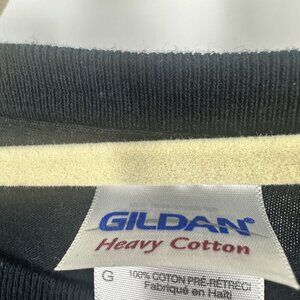 GILDAN®
Heavy Cotton
G 100% COTON PRÉ-RÉTRÉCI
Fabriqué en Haïti